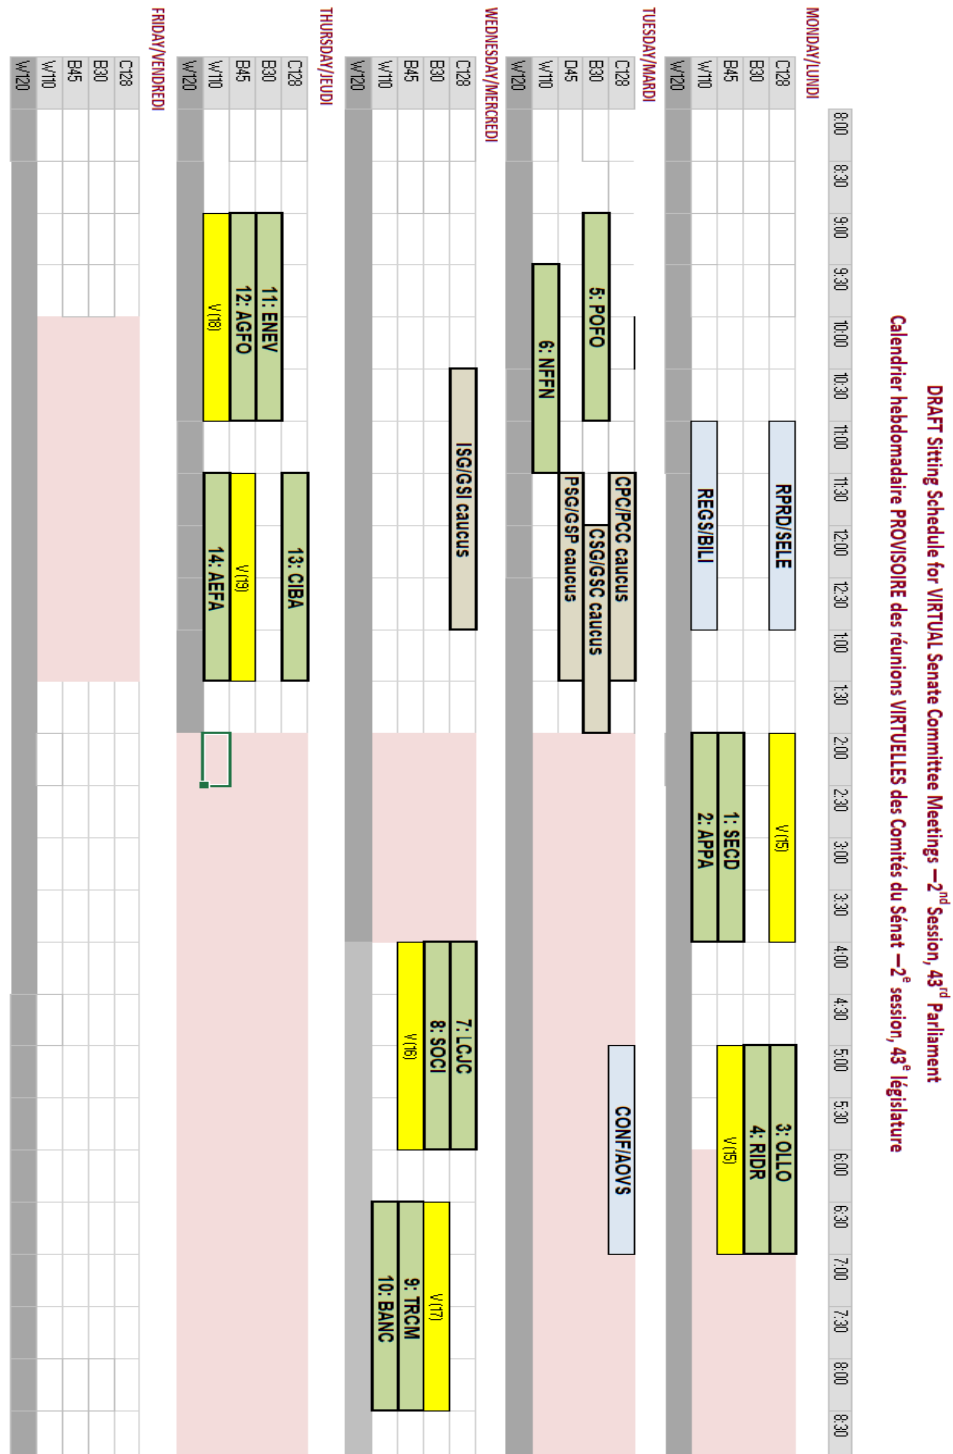 DRAFT Sitting Schedule for VIRTUAL Senate Committee Meetings –2nd Session, 43rd Parliament
Calendrier hebdomadaire PROVISOIRE des réunions VIRTUELLES des Comités du Sénat –2e session, 43e législature
8:00 8:30 9:00 9:30 10:00 10:30 11:00 11:30 12:00 12:30 1:00 1:30 2:00 2:30 3:00 3:30 4:00 4:30 5:00 5:30 6:00 6:30 7:00 7:30 8:00 8:30
MONDAY/LUNDI
C128 RPRD/SELE V (15) 3: OLLO
B30 4: RIDR
B45 1: SECD V (15)
W110 REGS/BILI 2: APPA
W120
TUESDAY/MARDI
C128 CPC/PCC caucus CONF/AOVS
B30 5: POFO CSG/GSC caucus
D45 PSG/GSP caucus
W110 6: NFFN
W120
WEDNESDAY/MERCREDI
C128 ISG/GSI caucus 7: LCJC
B30 8: SOCI V (17)
B45 V (16) 9: TRCM
W110 10: BANC
W120
THURSDAY/JEUDI
C128 13: CIBA
B30 11: ENEV
B45 12: AGFO V (19)
W110 V (18) 14: AEFA
W120
FRIDAY/VENDREDI
C128
B30
B45
W110
W120